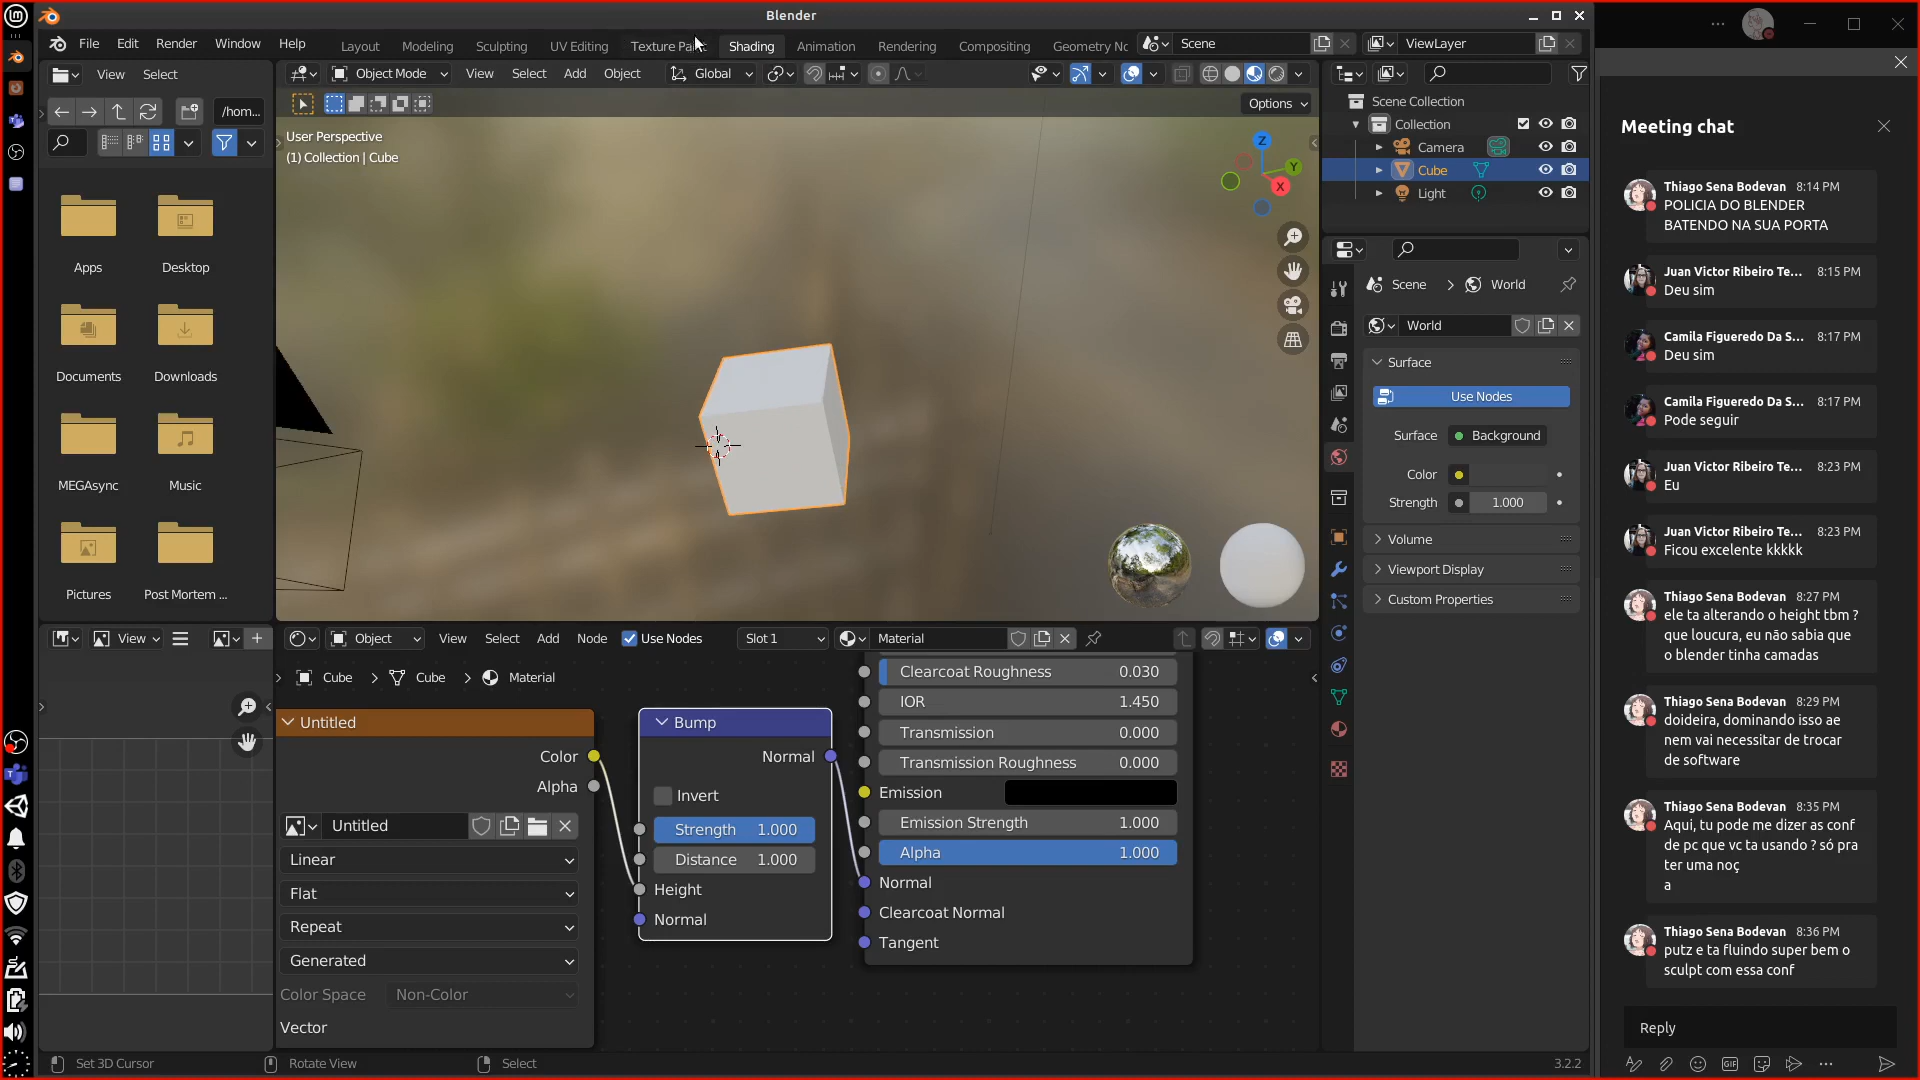 Blender
File Edit Render Window Help
Layout Modeling Sculpting UV Editing Texture Paint Shading Animation Rendering Compositing Geometry No
Scene
ViewLayer
View Select
Object Mode
View Select Add Object
Global
/hom...
Options
User Perspective
(1) Collection | Cube
Z
Y
X
Apps
Desktop
Documents
Downloads
MEGAsync
Music
Pictures
Post Mortem ...
Scene Collection
Collection
Camera
Cube
Light
Scene > World
World
Surface
Use Nodes
Surface Background
Color
Strength 1.000
Volume
Viewport Display
Custom Properties
View
Object
View Select Add Node
Use Nodes
Slot 1
Material
Cube > Cube > Material
Untitled
Color
Alpha
Untitled
Linear
Flat
Repeat
Generated
Color Space Non-Color
Vector
Bump
Normal
Invert
Strength 1.000
Distance 1.000
Height
Normal
Clearcoat Roughness 0.030
IOR 1.450
Transmission 0.000
Transmission Roughness 0.000
Emission
Emission Strength 1.000
Alpha 1.000
Normal
Clearcoat Normal
Tangent
Set 3D Cursor
Rotate View
Select
3.2.2
Meeting chat
Thiago Sena Bodevan 8:14 PM
POLICIA DO BLENDER
BATENDO NA SUA PORTA
Juan Victor Ribeiro Te... 8:15 PM
Deu sim
Camila Figueredo Da S... 8:17 PM
Deu sim
Camila Figueredo Da S... 8:17 PM
Pode seguir
Juan Victor Ribeiro Te... 8:23 PM
Eu
Juan Victor Ribeiro Te... 8:23 PM
Ficou excelente kkkkk
Thiago Sena Bodevan 8:27 PM
ele ta alterando o height tbm ?
que loucura, eu não sabia que
o blender tinha camadas
Thiago Sena Bodevan 8:29 PM
doideira, dominando isso ae
nem vai necessitar de trocar
de software
Thiago Sena Bodevan 8:35 PM
Aqui, tu pode me dizer as conf
de pc que vc ta usando ? só pra
ter uma noç
a
Thiago Sena Bodevan 8:36 PM
putz e ta fluindo super bem o
sculpt com essa conf
Reply
GIF